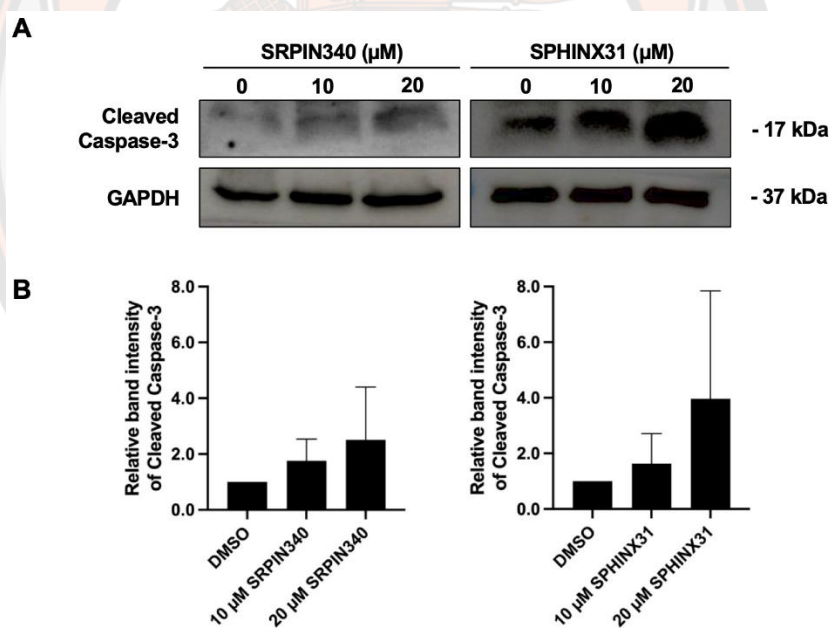 A
SRPIN340 (µM)
SPHINX31 (µM)
0 10 20
0 10 20
Cleaved
Caspase-3
- 17 kDa
GAPDH
- 37 kDa
B
Relative band intensity
of Cleaved Caspase-3
8.0
6.0
4.0
2.0
0.0
DMSO
10 µM SRPIN340
20 µM SRPIN340
Relative band intensity
of Cleaved Caspase-3
8.0
6.0
4.0
2.0
0.0
DMSO
10 µM SPHINX31
20 µM SPHINX31